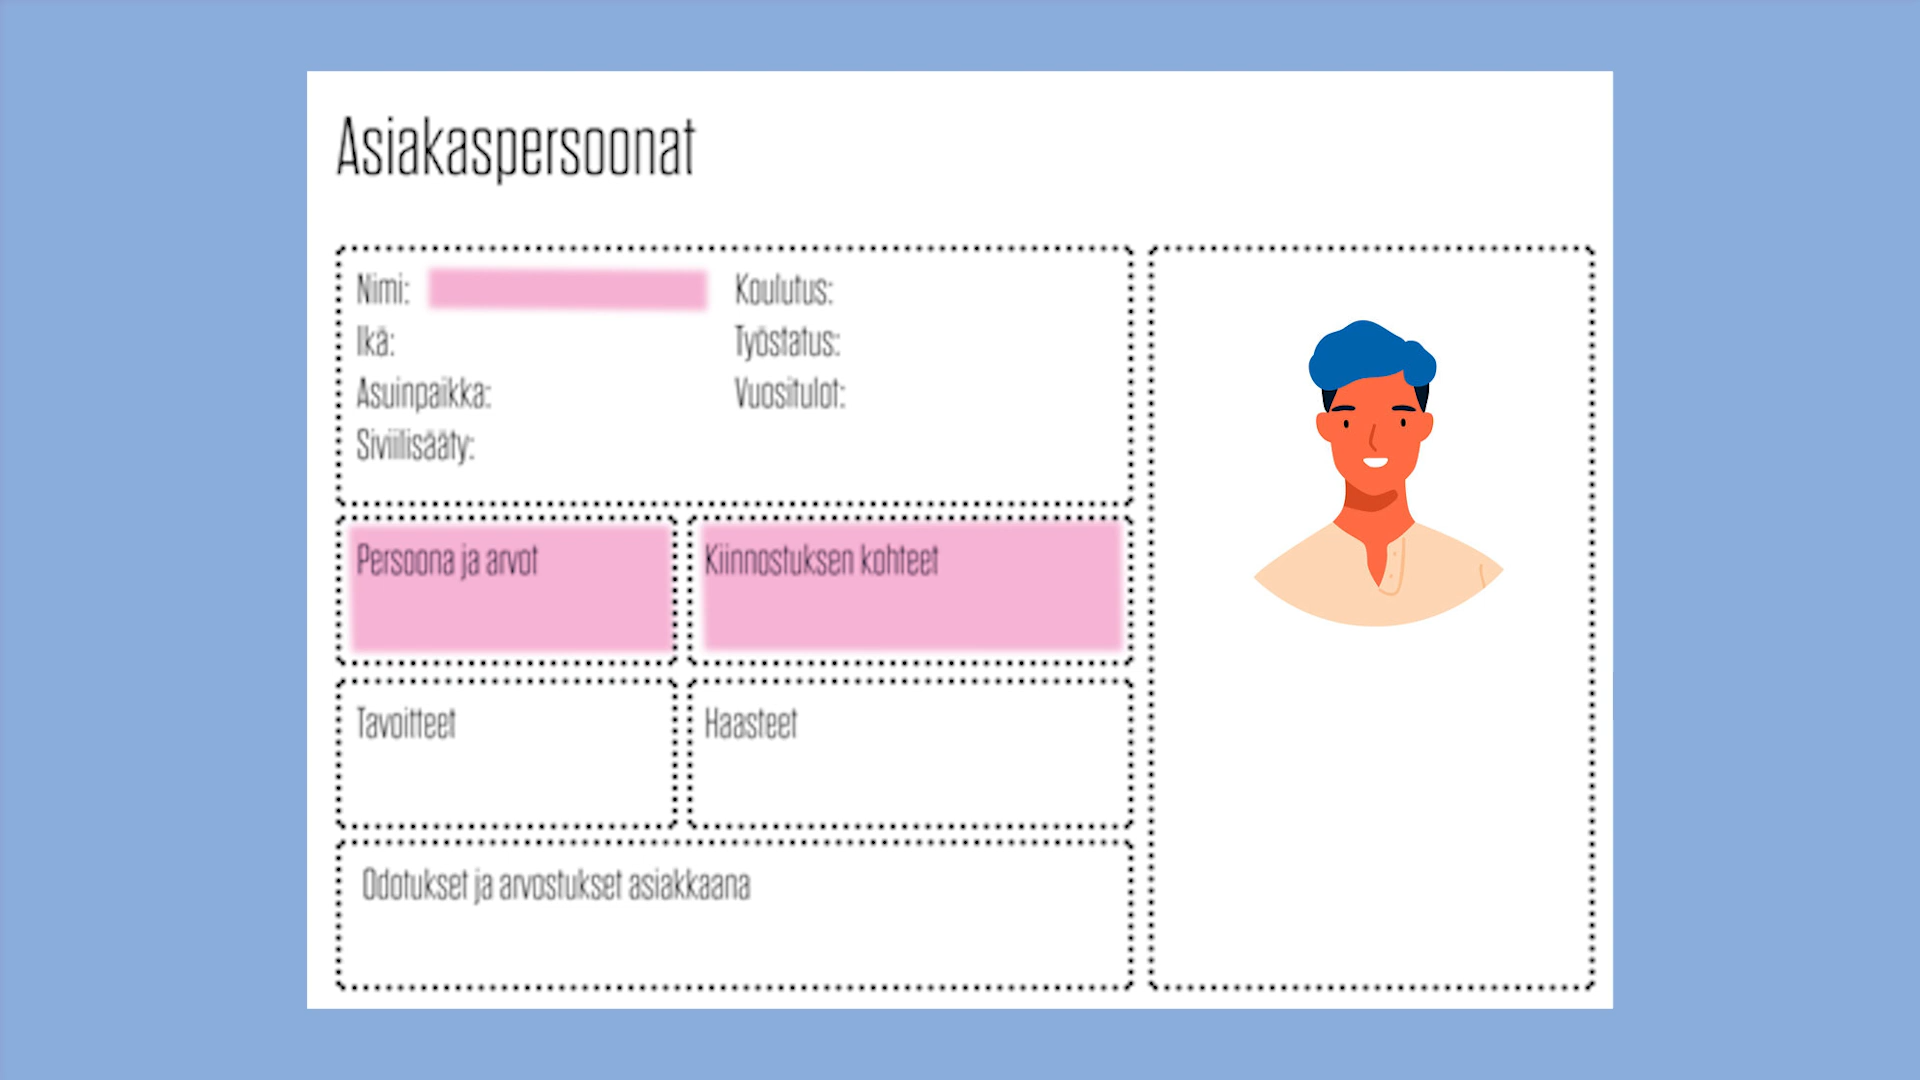 Asiakaspersoonat
Nimi:
Ikä:
Asuinpaikka:
Siviilisääty:
Koulutus:
Työstatus:
Vuositulot:
Persoona ja arvot
Kiinnostuksen kohteet
Tavoitteet
Haasteet
Odotukset ja arvostukset asiakkaana